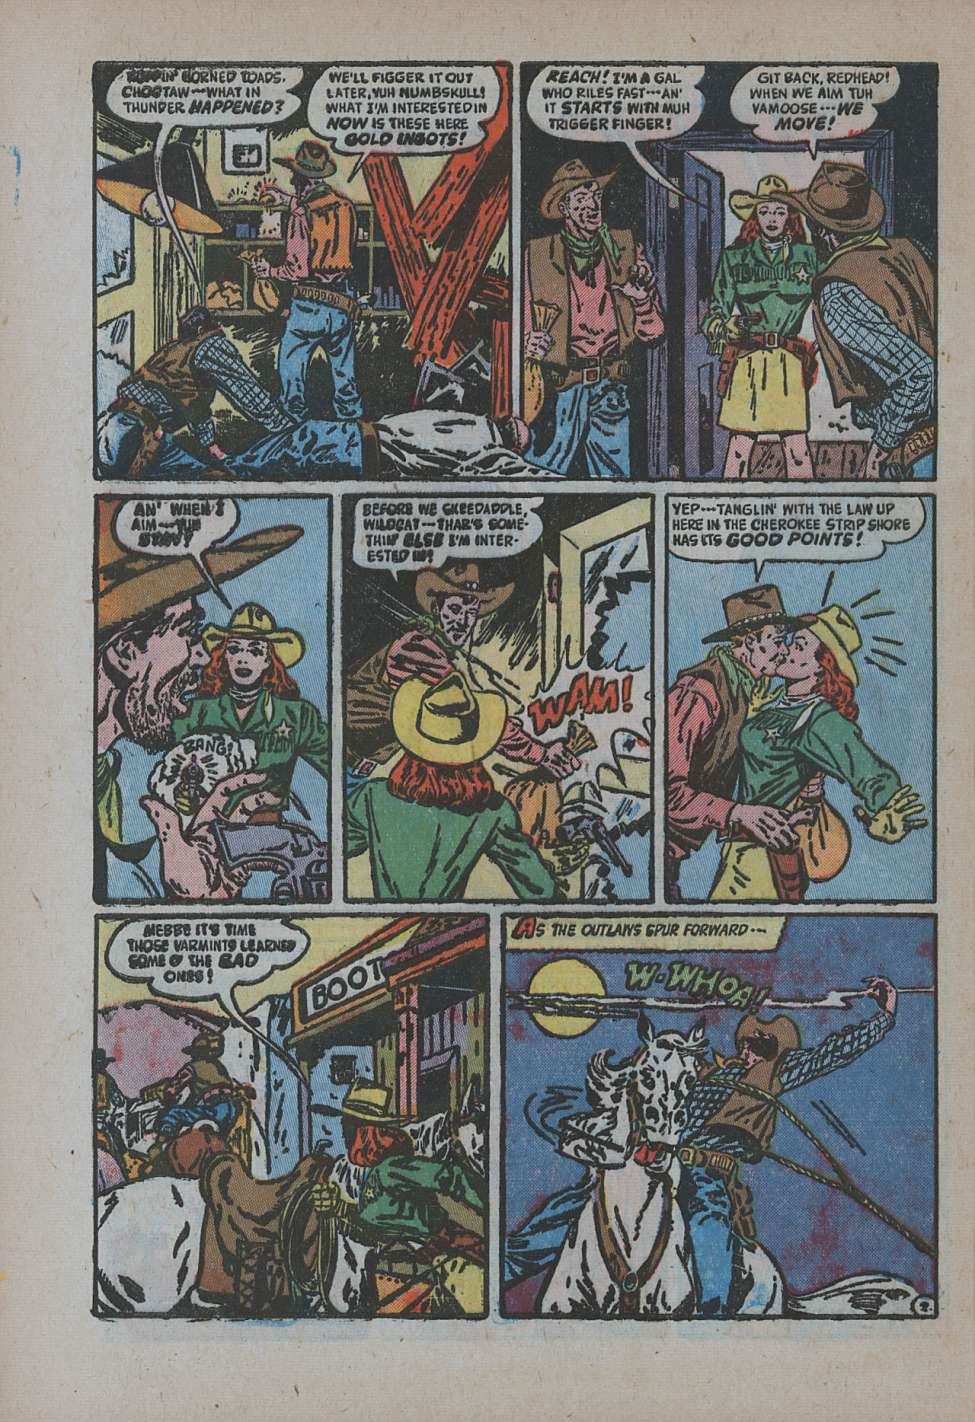 HORNED TOADS,
CHOCTAW---WHAT IN
THUNDER HAPPENED?
WE'LL FIGGER IT OUT
LATER, YUH NUMBSKULL!
WHAT I'M INTERESTED IN
NOW IS THESE HERE
GOLD INGOTS!
REACH! I'M A GAL
WHO RILES FAST---AN'
IT STARTS WITH MUH
TRIGGER FINGER!
GIT BACK, REDHEAD!
WHEN WE AIM TUH
VAMOOSE---WE
MOVE!
AN' WHEN I
AIM---YUH
STAY!
BANG!
BEFORE WE SKEEDADDLE,
WILDCAT---THAR'S SOME-
THIN' ELSE I'M INTER-
ESTED IN!
WAM!
YEP---TANGLIN' WITH THE LAW UP
HERE IN THE CHEROKEE STRIP SHORE
HAS ITS GOOD POINTS!
MEBBE IT'S TIME
THOSE VARMINTS LEARNED
SOME O' THE BAD
ONES!
BOOT
AS THE OUTLAWS SPUR FORWARD---
W-WHOA!
2